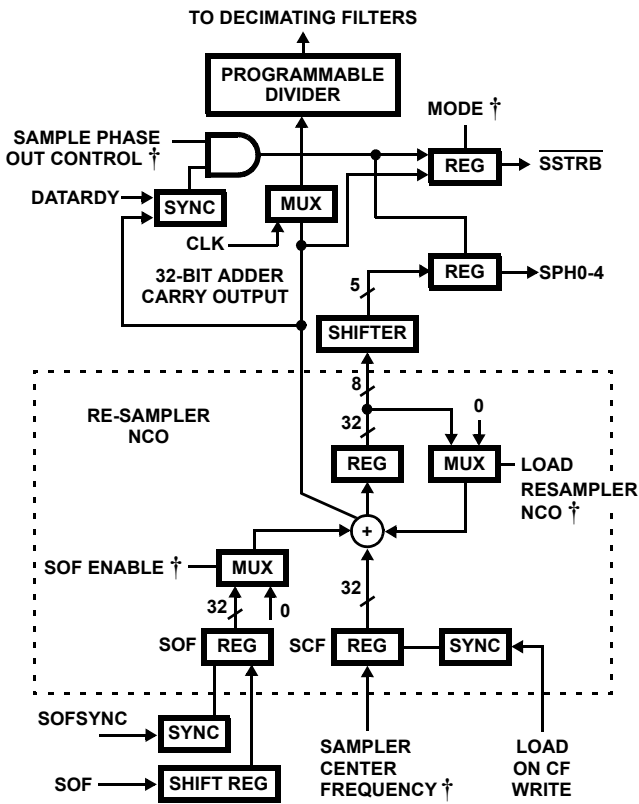 TO DECIMATING FILTERS
PROGRAMMABLE
DIVIDER
MODE †
SAMPLE PHASE
OUT CONTROL †
REG
SSTRB
DATARDY
SYNC
MUX
CLK
32-BIT ADDER
CARRY OUTPUT
REG
SPH0-4
5
SHIFTER
8
RE-SAMPLER
NCO
32
0
REG
MUX
LOAD
RESAMPLER
NCO †
+
SOF ENABLE †
MUX
32
0
32
SOF
REG
SCF
REG
SYNC
SOFSYNC
SYNC
SOF
SHIFT REG
SAMPLER
CENTER
FREQUENCY †
LOAD
ON CF
WRITE